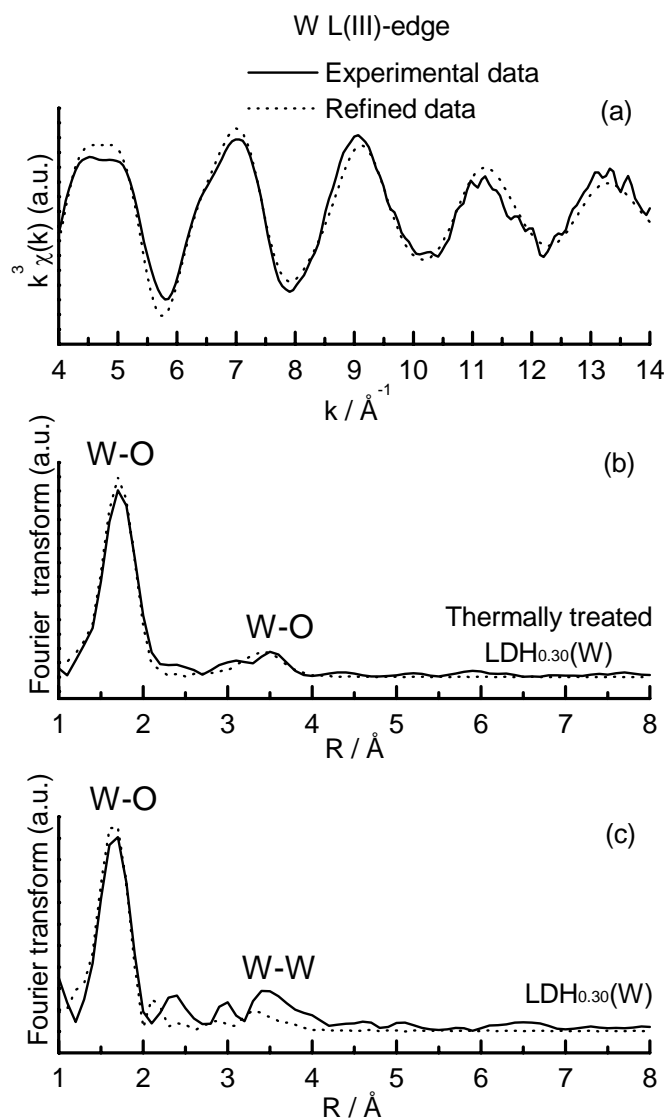 W L(III)-edge
Experimental data
Refined data
(a)
k³ χ(k) (a.u.)
4 5 6 7 8 9 10 11 12 13 14
k / Å⁻¹
W-O
(b)
Fourier transform (a.u.)
W-O
Thermally treated
LDH₀.₃₀(W)
1 2 3 4 5 6 7 8
R / Å
W-O
(c)
Fourier transform (a.u.)
W-W
LDH₀.₃₀(W)
1 2 3 4 5 6 7 8
R / Å